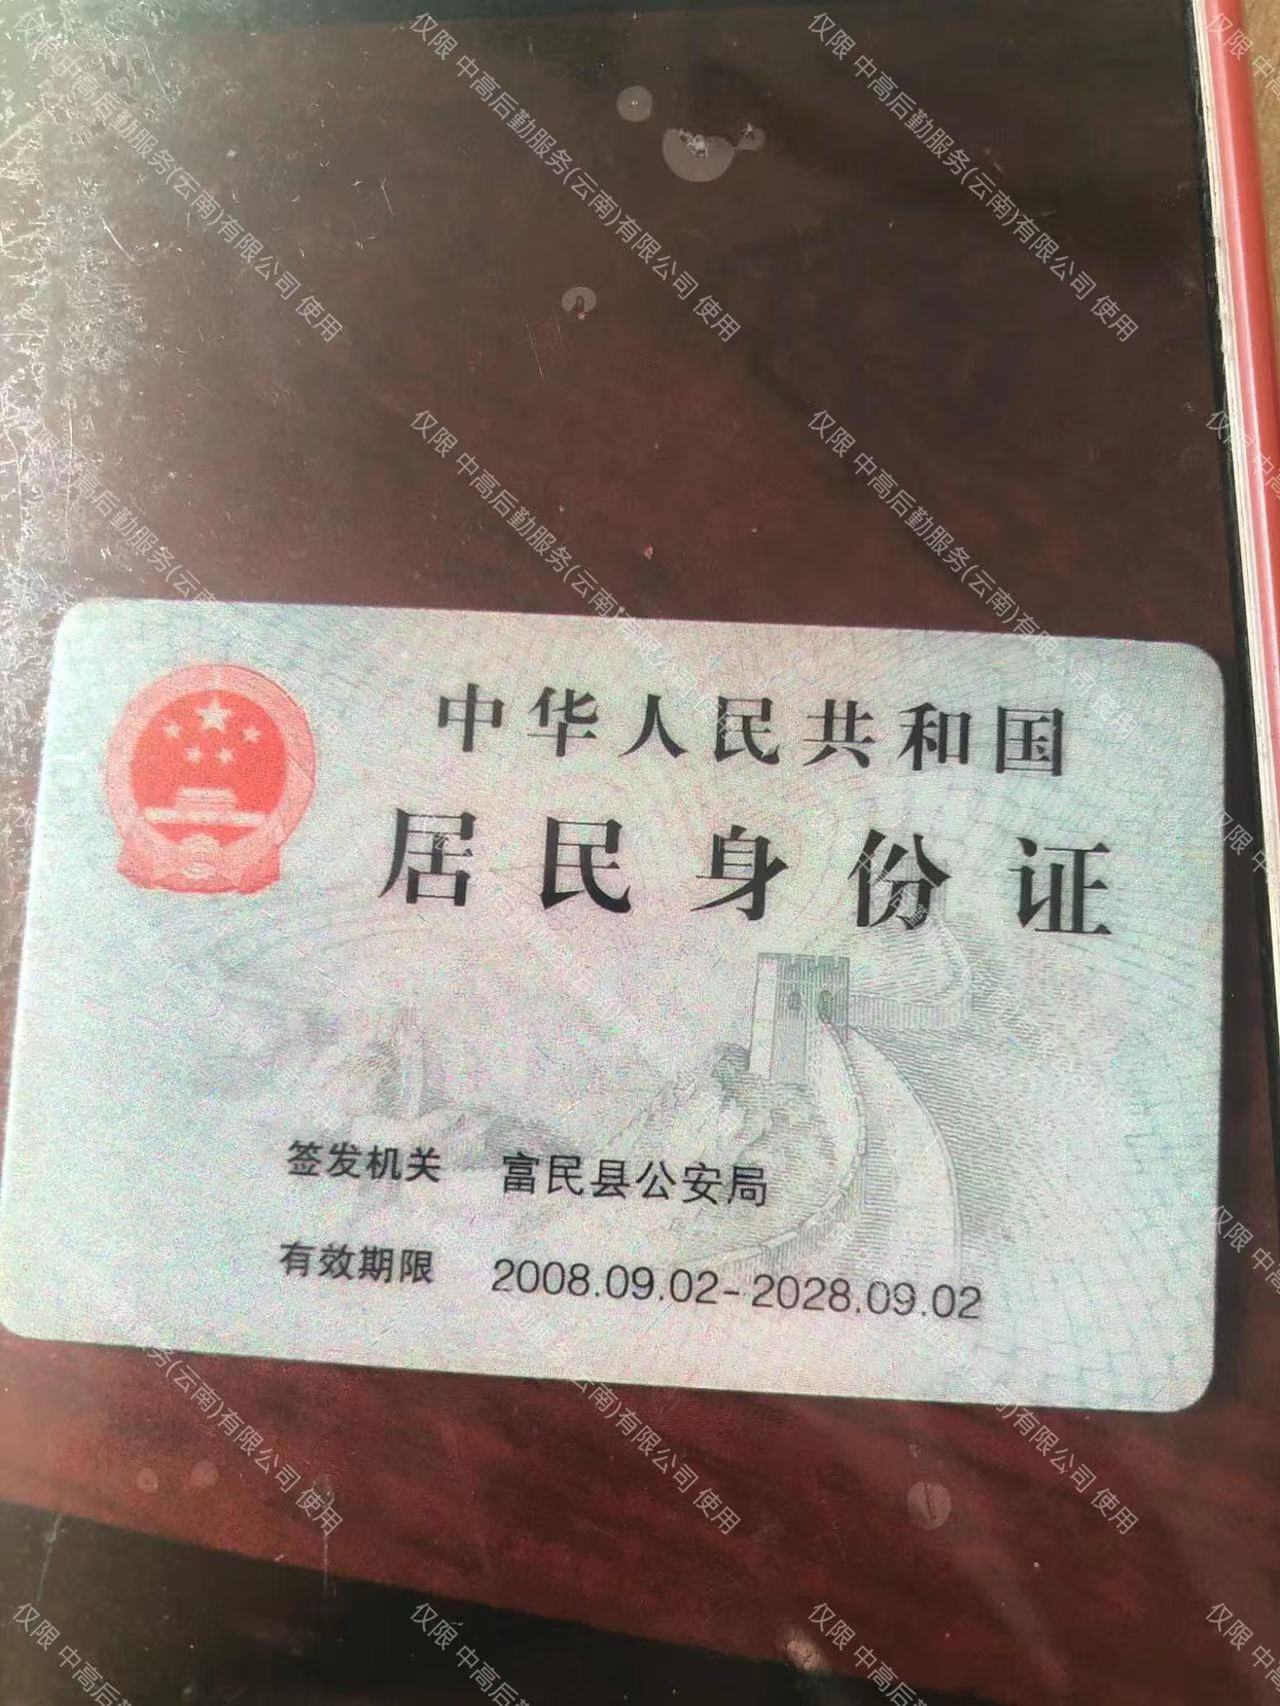 中华人民共和国
居民身份证
签发机关 富民县公安局
有效期限 2008.09.02-2028.09.02
仅限 中高后勤服务(云南)有限公司 使用